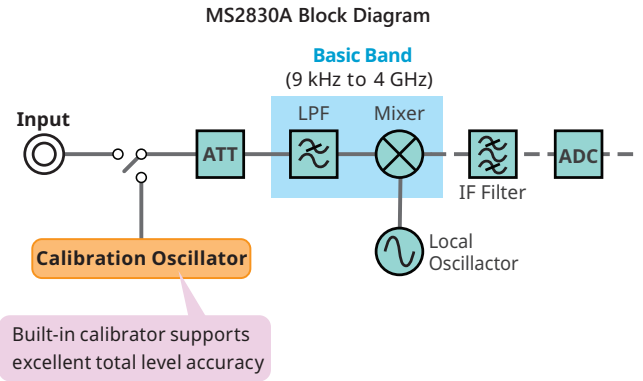 MS2830A Block Diagram
Basic Band
(9 kHz to 4 GHz)
Input
LPF
Mixer
ATT
ADC
IF Filter
Local
Oscillactor
Calibration Oscillator
Built-in calibrator supports
excellent total level accuracy